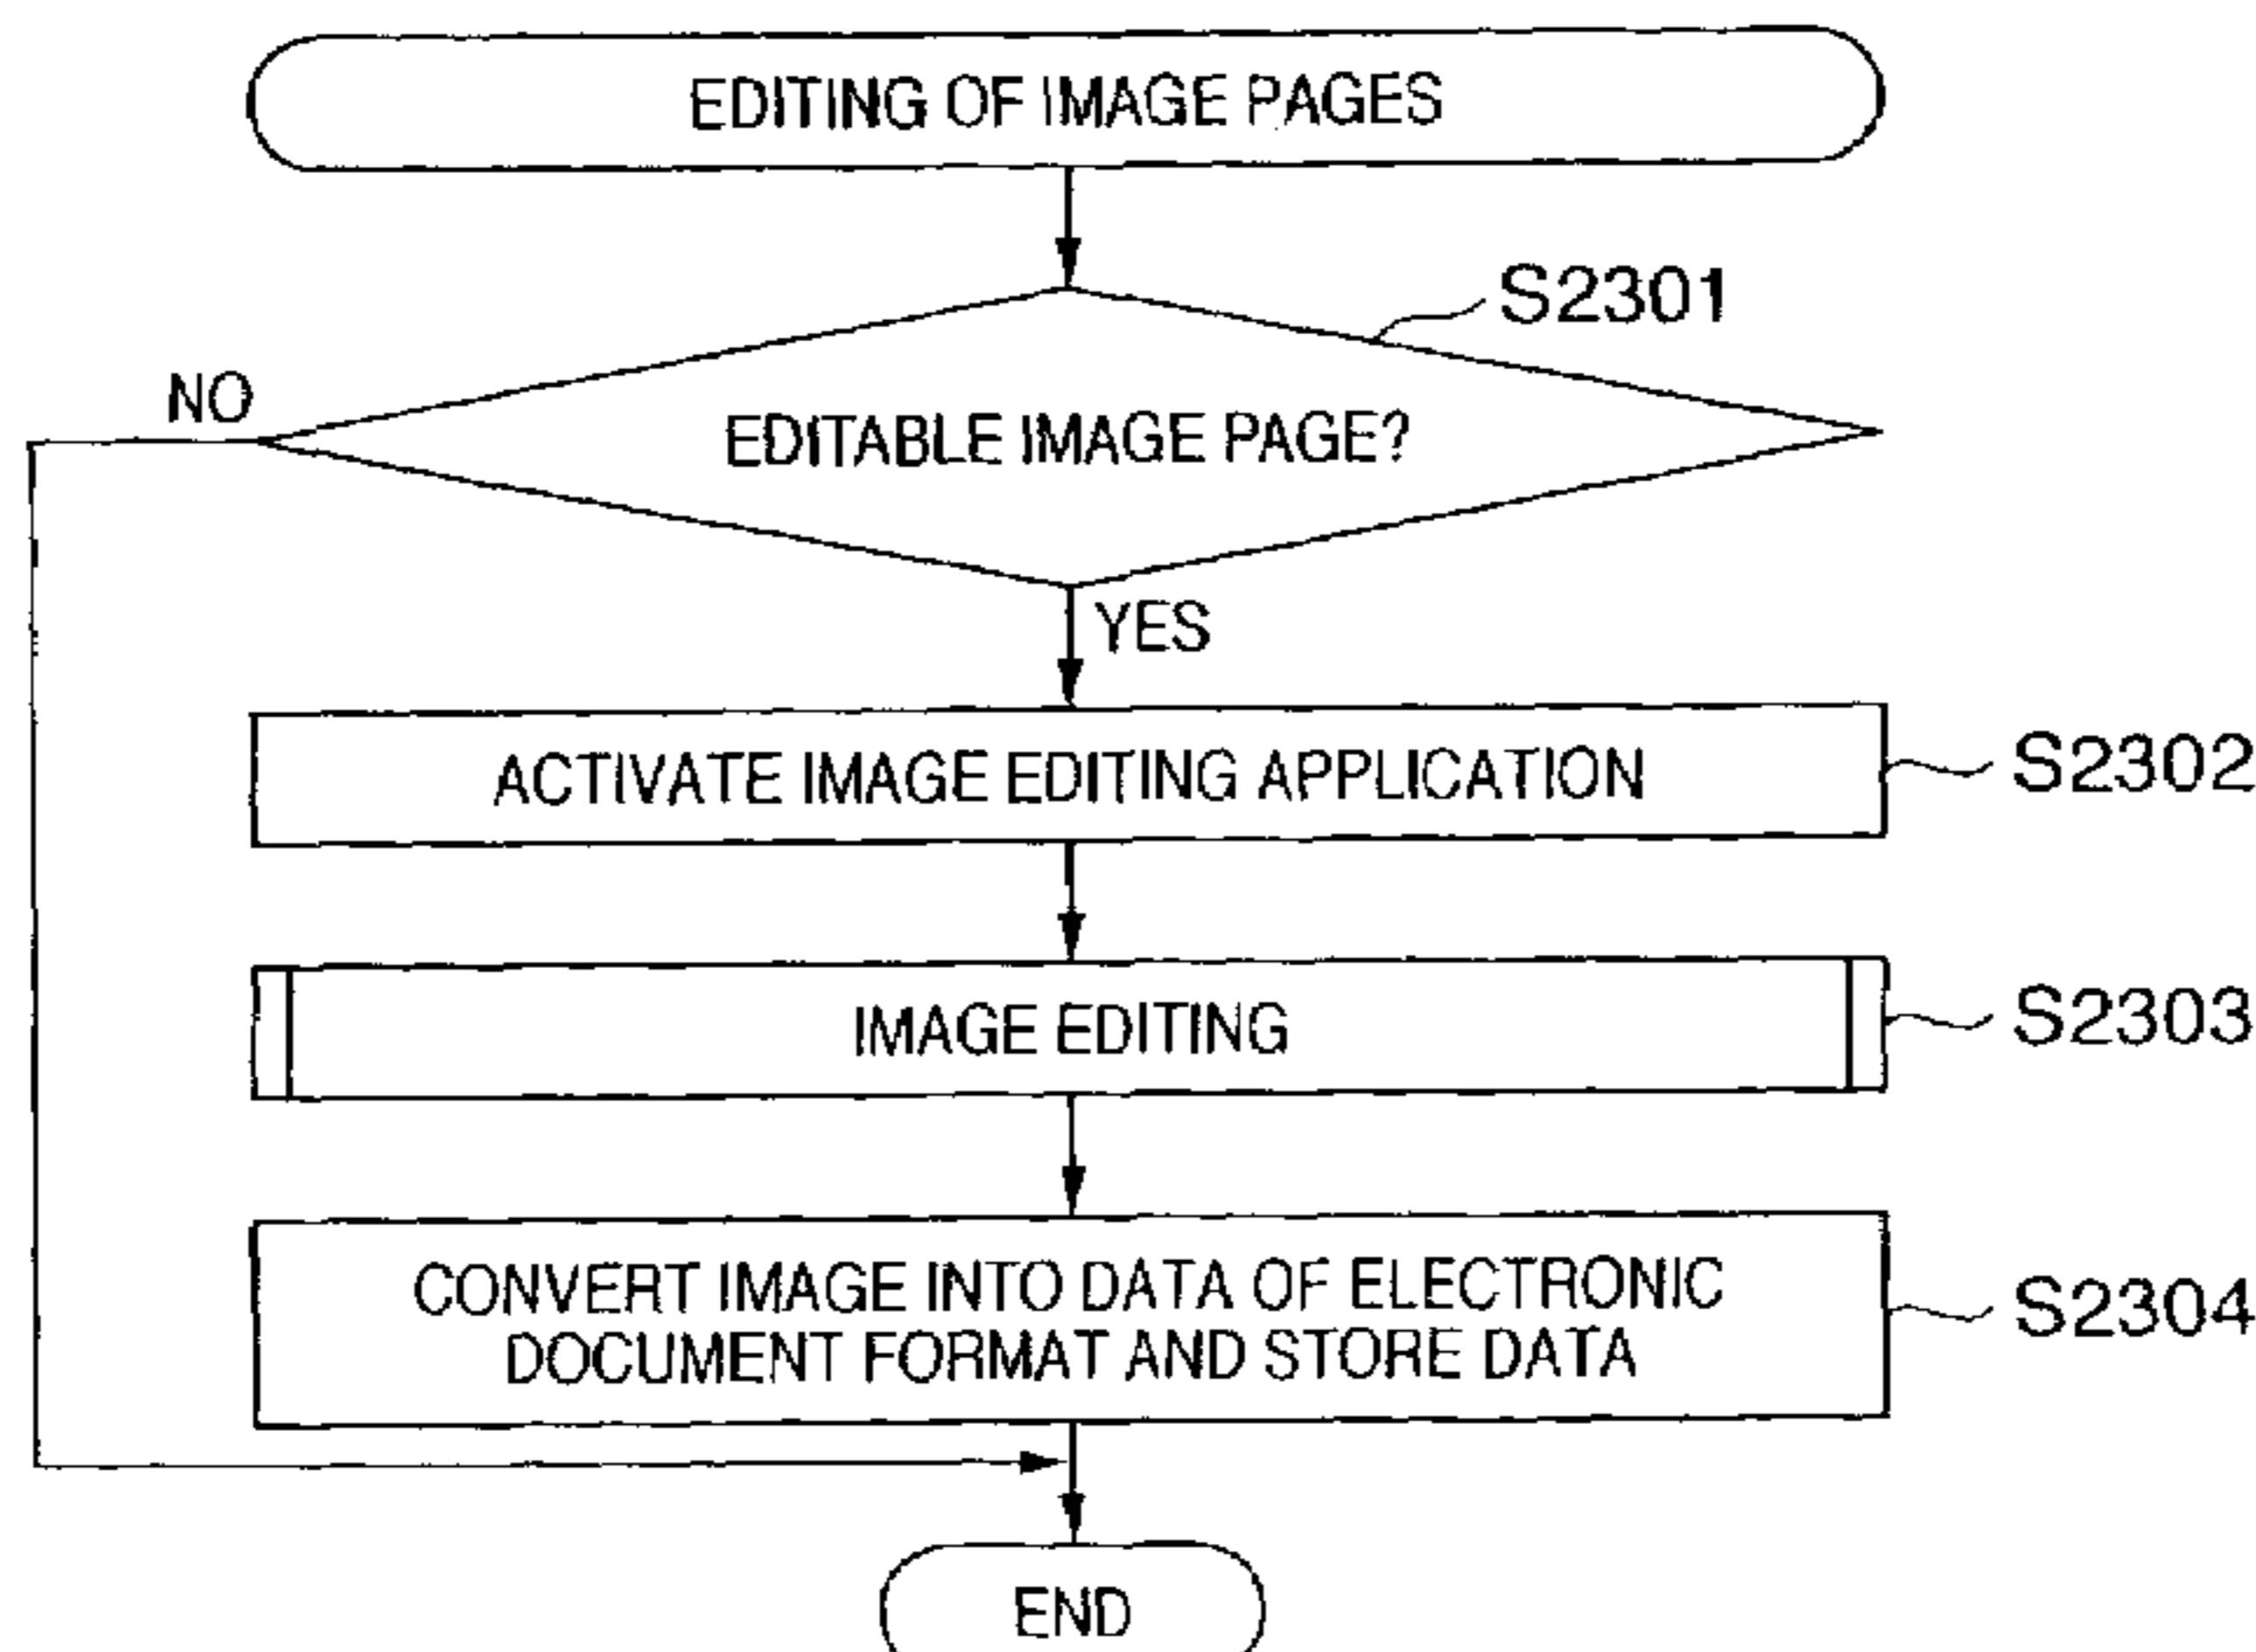 EDITING OF IMAGE PAGES
S2301
NO
EDITABLE IMAGE PAGE?
YES
ACTIVATE IMAGE EDITING APPLICATION
S2302
IMAGE EDITING
S2303
CONVERT IMAGE INTO DATA OF ELECTRONIC
DOCUMENT FORMAT AND STORE DATA
S2304
END